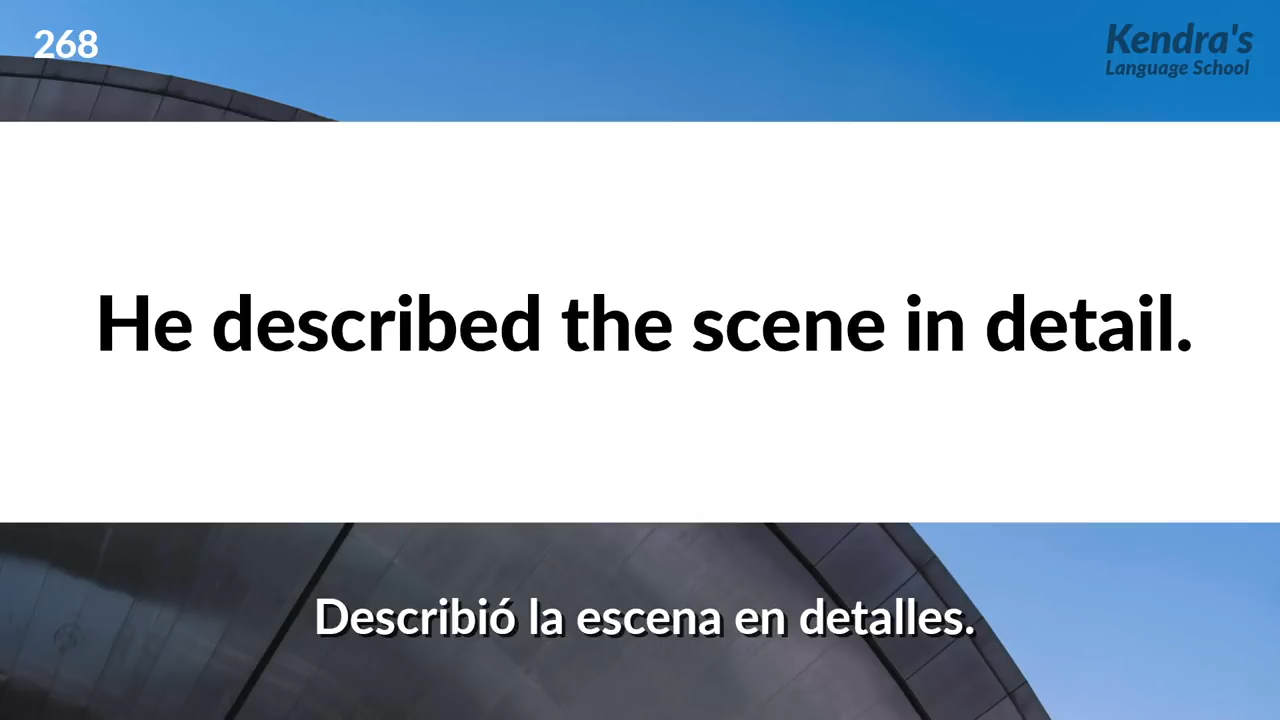 268
Kendra's
Language School
He described the scene in detail.
Describió la escena en detalles.